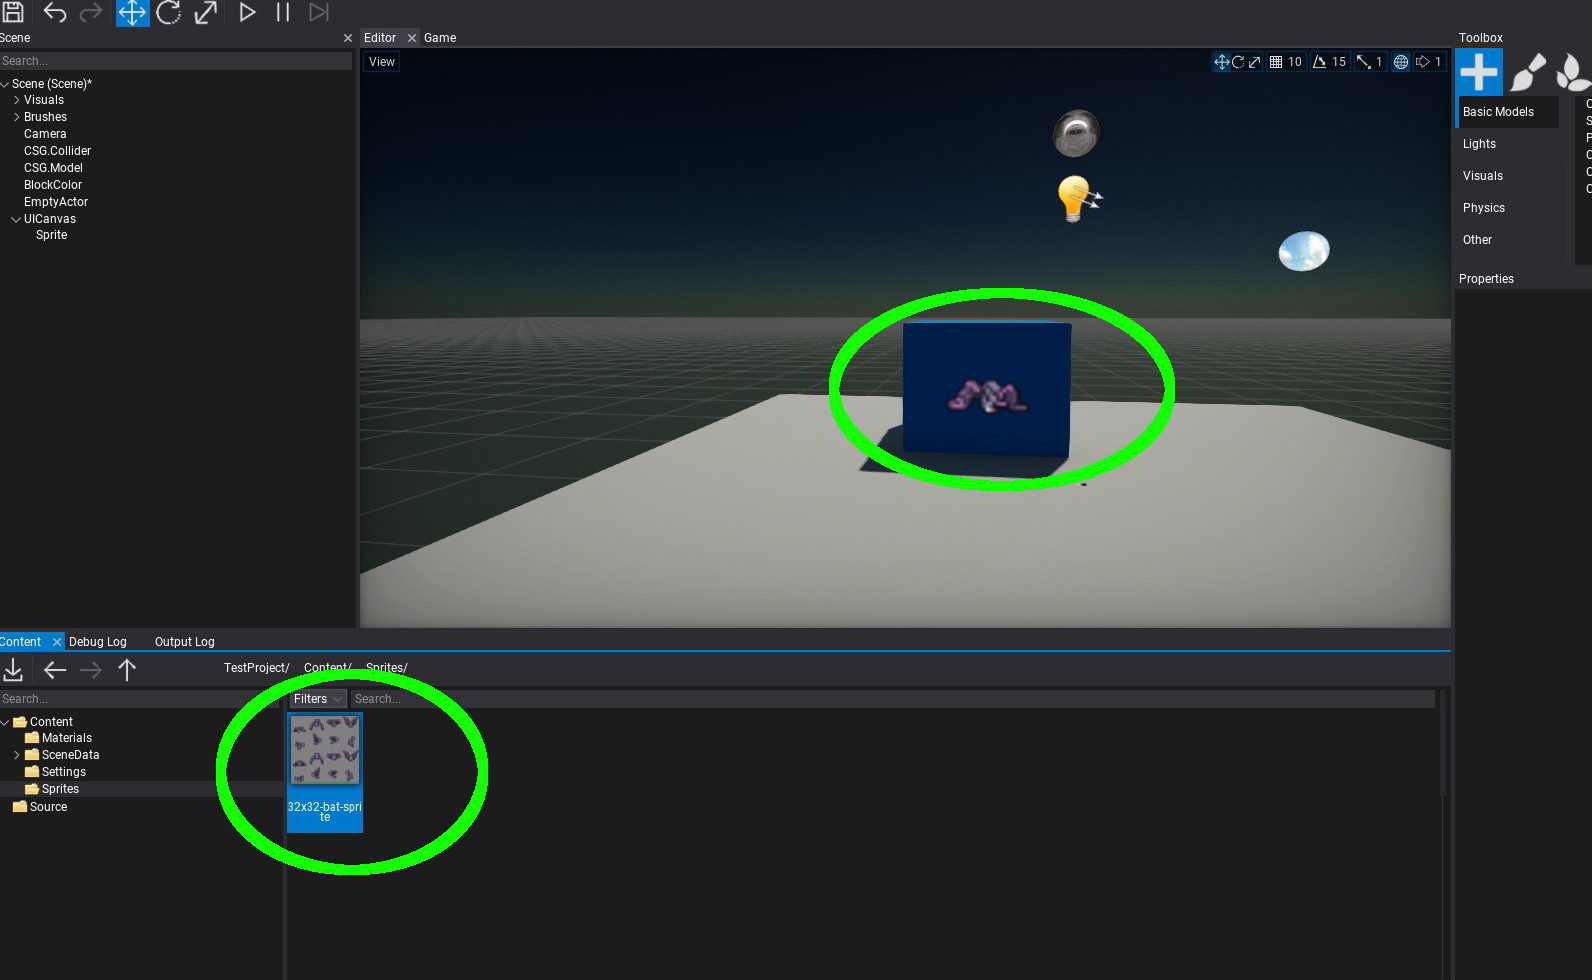 Scene
Editor
Game
Toolbox
Search...
View
10
15
1
1
Scene (Scene)*
Visuals
Brushes
Camera
CSG.Collider
CSG.Model
BlockColor
EmptyActor
UICanvas
Sprite
Basic Models
Lights
Visuals
Physics
Other
Properties
Content
Debug Log
Output Log
TestProject/ Content/ Sprites/
Search...
Filters
Search...
Content
Materials
SceneData
Settings
Sprites
Source
32x32-bat-spri
te